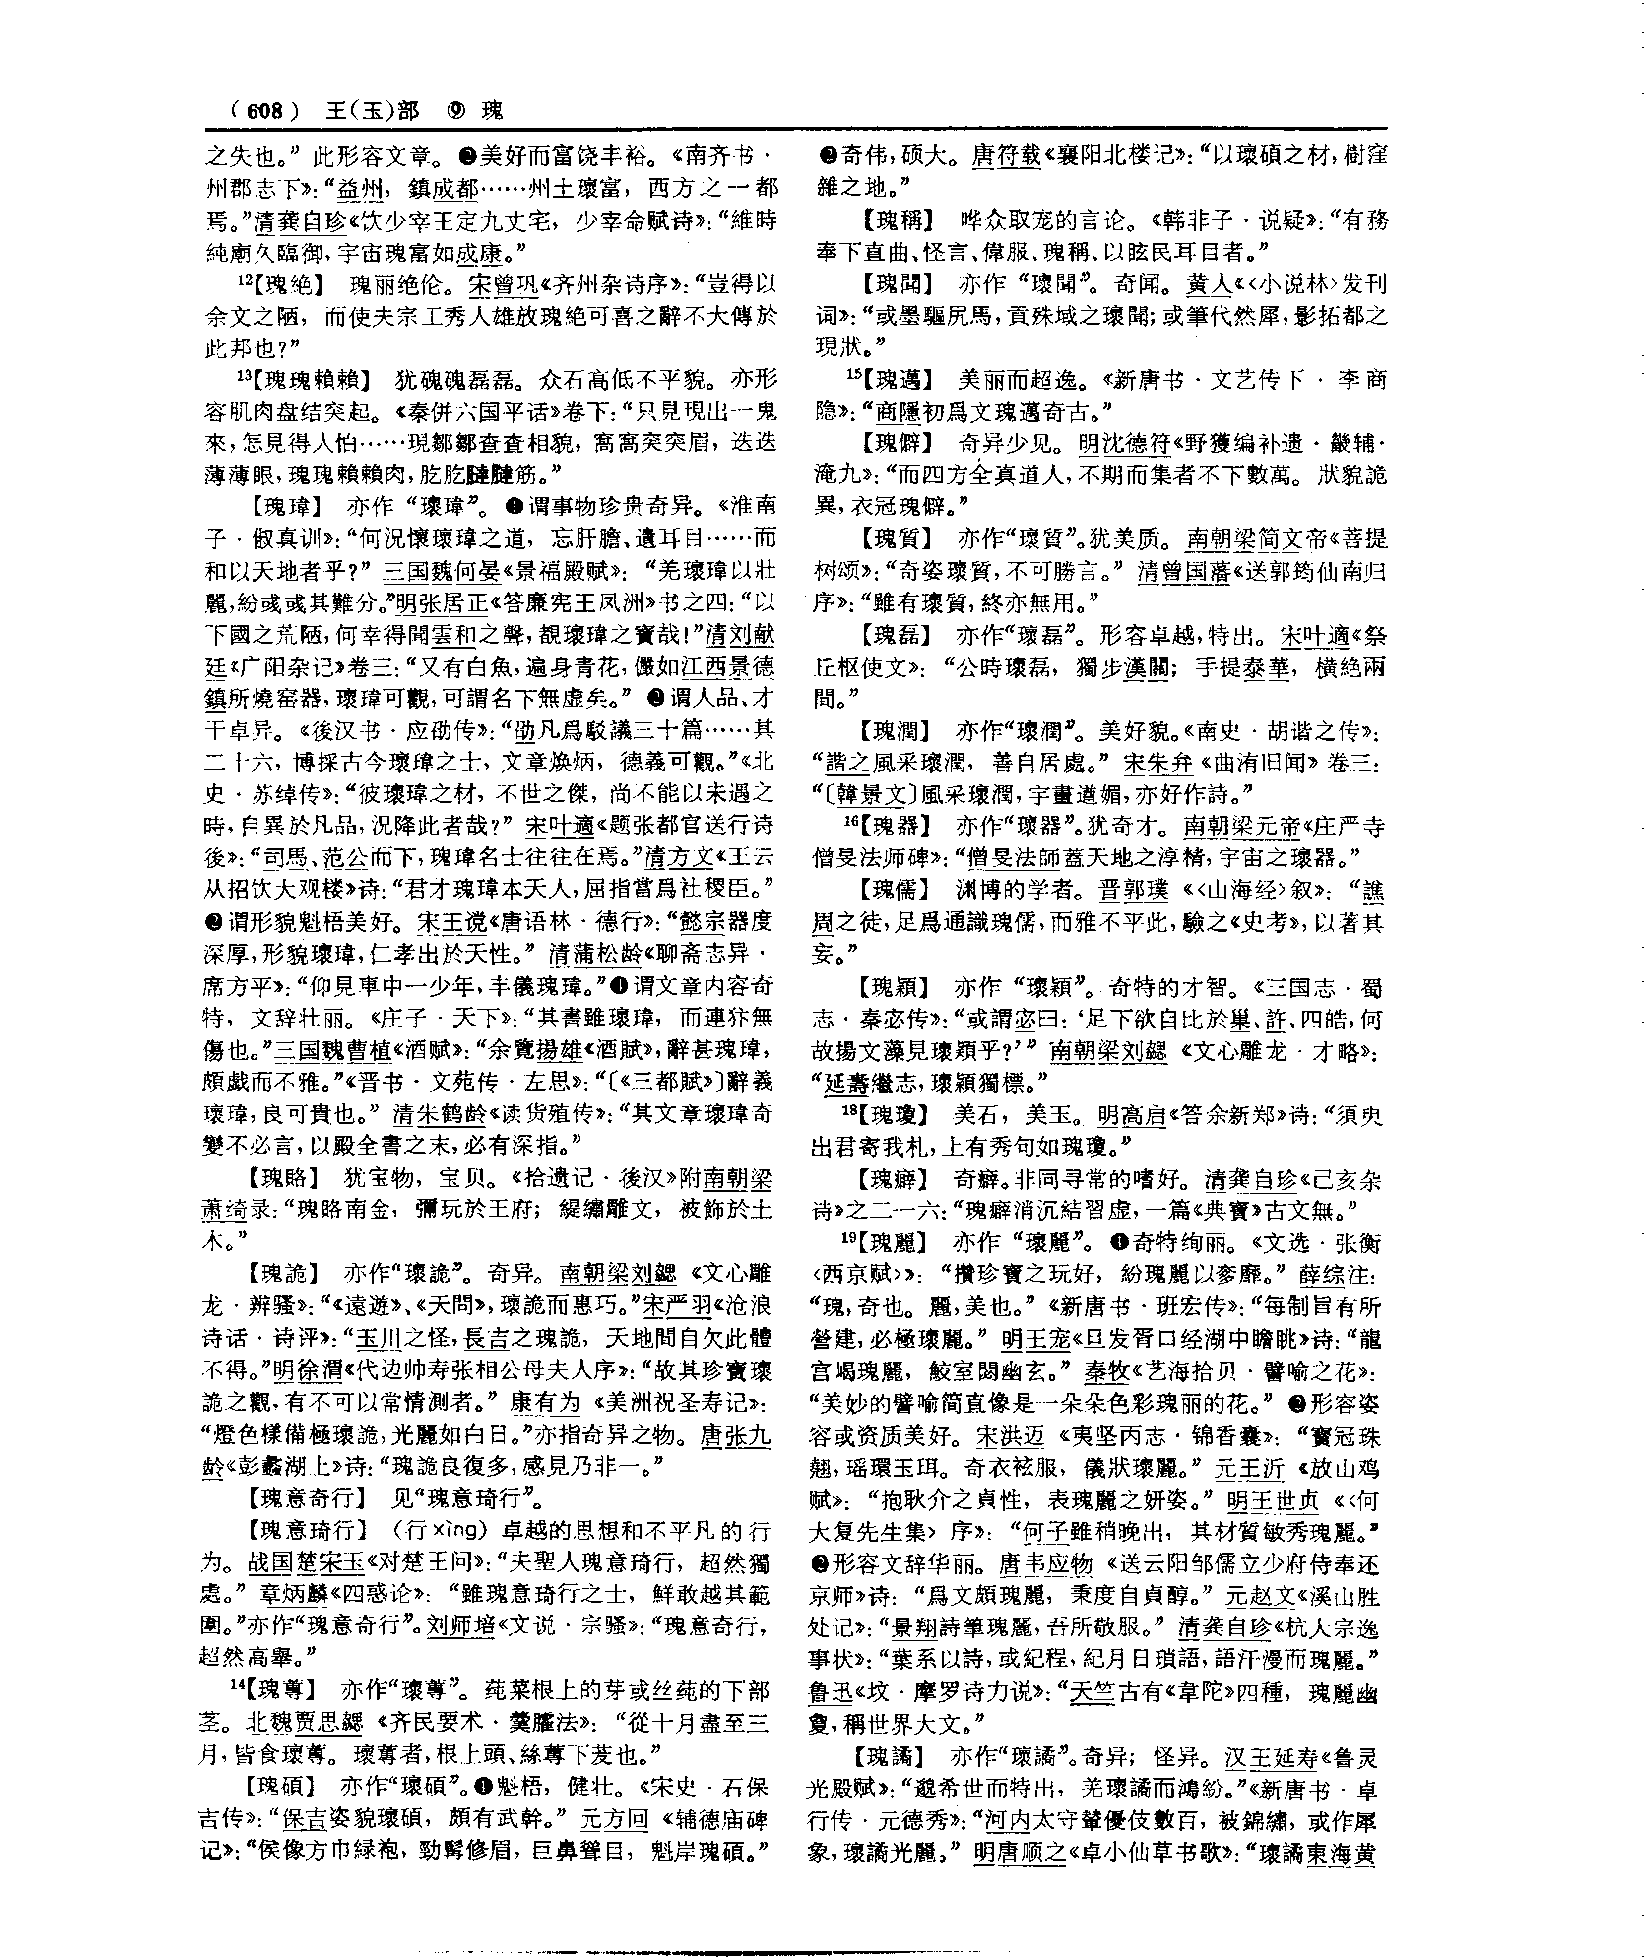 （608） 王(玉)部 ⑨ 瑰
之失也。”此形容文章。❷美好而富饶丰裕。《南齐书·
州郡志下》：“益州，鎮成都……州土瓌富，西方之一都
焉。”清龚自珍《饮少宰王定九丈宅，少宰命赋诗》：“維時
純廟久臨御，宇宙瑰富如成康。”
12【瑰绝】 瑰丽绝伦。宋曾巩《齐州杂诗序》：“豈得以
余文之陋，而使夫宗工秀人雄放瑰絶可喜之辭不大傳於
此邦也？”
13【瑰瑰賴賴】 犹磈磈磊磊。众石高低不平貌。亦形
容肌肉盘结突起。《秦併六国平话》卷下：“只見現出一鬼
來，怎見得人怕……現鄒鄒查查相貌，窩窩突突眉，迭迭
薄薄眼，瑰瑰賴賴肉，肐肐膖膖筋。”
【瑰瑋】 亦作“瓌瑋”。❶谓事物珍贵奇异。《淮南
子·俶真训》：“何況懷瓌瑋之道，忘肝膽、遺耳目……而
和以天地者乎？”三国魏何晏《景福殿赋》：“羌瓌瑋以壯
麗，紛彧彧其難分。”明张居正《答廉宪王凤洲》书之四：“以
下國之荒陋，何幸得聞雲和之聲，覩瓌瑋之寶哉！”清刘献
廷《广阳杂记》卷三：“又有白魚，遍身青花，儼如江西景德
鎮所燒窑器，瓌瑋可觀，可謂名下無虚矣。”❷谓人品、才
干卓异。《後汉书·应劭传》：“劭凡爲駁議三十篇……其
二十六，博採古今瓌瑋之士，文章焕炳，德義可觀。”《北
史·苏绰传》：“彼瓌瑋之材，不世之傑，尚不能以未遇之
時，自異於凡品，況降此者哉？”宋叶適《题张都官送行诗
後》：“司馬、范公而下，瑰瑋名士往往在焉。”清方文《王云
从招饮大观楼》诗：“君才瑰瑋本天人，屈指當爲社稷臣。”
❸谓形貌魁梧美好。宋王谠《唐语林·德行》：“懿宗器度
深厚，形貌瓌瑋，仁孝出於天性。”清蒲松龄《聊斋志异·
席方平》：“仰見車中一少年，丰儀瑰瑋。”❹谓文章内容奇
特，文辞壮丽。《庄子·天下》：“其書雖瓌瑋，而連犿無
傷也。”三国魏曹植《酒赋》：“余覽揚雄《酒賦》，辭甚瑰瑋，
頗戯而不雅。”《晋书·文苑传·左思》：“〔《三都賦》〕辭義
瓌瑋，良可貴也。”清朱鹤龄《读货殖传》：“其文章瓌瑋奇
變不必言，以殿全書之末，必有深指。”
【瑰賂】 犹宝物，宝贝。《拾遗记·後汉》附南朝梁
萧绮录：“瑰賂南金，彌玩於王府；緹繡雕文，被飾於土
木。”
【瑰詭】 亦作“瓌詭”。奇异。南朝梁刘勰《文心雕
龙·辨骚》：“《遠遊》、《天問》，瓌詭而惠巧。”宋严羽《沧浪
诗话·诗评》：“玉川之怪，長吉之瑰詭，天地間自欠此體
不得。”明徐渭《代边帅寿张相公母夫人序》：“故其珍寶瓌
詭之觀，有不可以常情測者。”康有为《美洲祝圣寿记》：
“燈色樣備極瓌詭，光麗如白日。”亦指奇异之物。唐张九
龄《彭蠡湖上》诗：“瑰詭良復多，感見乃非一。”
【瑰意奇行】 见“瑰意琦行”。
【瑰意琦行】（行xìng）卓越的思想和不平凡的行
为。战国楚宋玉《对楚王问》：“夫聖人瑰意琦行，超然獨
處。”章炳麟《四惑论》：“雖瑰意琦行之士，鮮敢越其範
圍。”亦作“瑰意奇行”。刘师培《文说·宗骚》：“瑰意奇行，
超然高舉。”
14【瑰蓴】 亦作“瓌蓴”。莼菜根上的芽或丝莼的下部
茎。北魏贾思勰《齐民要术·羹臛法》：“從十月盡至三
月，皆食瓌蓴。瓌蓴者，根上頭、絲蓴下茇也。”
【瑰碩】 亦作“瓌碩”。❶魁梧，健壮。《宋史·石保
吉传》：“保吉姿貌瓌碩，頗有武幹。”元方回《辅德庙碑
记》：“侯像方巾緑袍，勁髯修眉，巨鼻聳目，魁岸瑰碩。”
❷奇伟，硕大。唐符载《襄阳北楼记》：“以瓌碩之材，樹窪
雜之地。”
【瑰稱】 哗众取宠的言论。《韩非子·说疑》：“有務
奉下直曲、怪言、偉服、瑰稱、以眩民耳目者。”
【瑰聞】 亦作“瓌聞”。奇闻。黄人《〈小说林〉发刊
词》：“或墨驅尻馬，貢殊域之瓌聞；或筆代然犀，影拓都之
現狀。”
15【瑰邁】 美丽而超逸。《新唐书·文艺传下·李商
隐》：“商隱初爲文瑰邁奇古。”
【瑰僻】 奇异少见。明沈德符《野獲编补遗·畿辅·
淹九》：“而四方全真道人，不期而集者不下數萬。狀貌詭
異，衣冠瑰僻。”
【瑰質】 亦作“瓌質”。犹美质。南朝梁简文帝《菩提
树颂》：“奇姿瓌質，不可勝言。”清曾国藩《送郭筠仙南归
序》：“雖有瓌質，終亦無用。”
【瑰磊】 亦作“瓌磊”。形容卓越，特出。宋叶適《祭
丘枢使文》：“公時瓌磊，獨步漢關；手提泰華，横絶兩
間。”
【瑰潤】 亦作“瓌潤”。美好貌。《南史·胡谐之传》：
“諧之風采瓌潤，善自居處。”宋朱弁《曲洧旧闻》卷三：
“〔韓景文〕風采瓌潤，宇畫遒媚，亦好作詩。”
16【瑰器】 亦作“瓌器”。犹奇才。南朝梁元帝《庄严寺
僧旻法师碑》：“僧旻法師蓋天地之淳精，宇宙之瓌器。”
【瑰儒】 渊博的学者。晋郭璞《〈山海经〉叙》：“譙
周之徒，足爲通識瑰儒，而雅不平此，驗之《史考》，以著其
妄。”
【瑰穎】 亦作“瓌穎”。奇特的才智。《三国志·蜀
志·秦宓传》：“或謂宓曰：‘足下欲自比於巢、許、四皓，何
故揚文藻見瓌穎乎？’”南朝梁刘勰《文心雕龙·才略》：
“延壽繼志，瓌穎獨標。”
18【瑰瓊】 美石，美玉。明高启《答余新郑》诗：“須臾
出君寄我札，上有秀句如瑰瓊。”
【瑰癖】 奇癖。非同寻常的嗜好。清龚自珍《己亥杂
诗》之二一六：“瑰癖消沉結習虚，一篇《典寶》古文無。”
19【瑰麗】 亦作“瓌麗”。❶奇特绚丽。《文选·张衡
〈西京赋〉》：“攢珍寶之玩好，紛瑰麗以奓靡。”薛综注：
“瑰，奇也。麗，美也。”《新唐书·班宏传》：“每制旨有所
營建，必極瓌麗。”明王宠《旦发胥口经湖中瞻眺》诗：“龍
宫竭瑰麗，鮫室閟幽玄。”秦牧《艺海拾贝·譬喻之花》：
“美妙的譬喻简直像是一朵朵色彩瑰丽的花。”❷形容姿
容或资质美好。宋洪迈《夷坚丙志·锦香囊》：“寶冠珠
翹，瑶環玉珥。奇衣袨服，儀狀瓌麗。”元王沂《放山鸡
赋》：“抱耿介之貞性，表瑰麗之妍姿。”明王世贞《〈何
大复先生集〉序》：“何子雖稍晚出，其材質敏秀瑰麗。”
❸形容文辞华丽。唐韦应物《送云阳邹儒立少府侍奉还
京师》诗：“爲文頗瑰麗，秉度自貞醇。”元赵文《溪山胜
处记》：“景翔詩筆瑰麗，吾所敬服。”清龚自珍《杭大宗逸
事状》：“葉系以詩，或紀程，紀月日瑣語，語汗漫而瑰麗。”
鲁迅《坟·摩罗诗力说》：“天竺古有《韋陀》四種，瑰麗幽
夐，稱世界大文。”
【瑰譎】 亦作“瓌譎”。奇异；怪异。汉王延寿《鲁灵
光殿赋》：“邈希世而特出，羌瓌譎而鴻紛。”《新唐书·卓
行传·元德秀》：“河内太守輦優伎數百，被錦繡，或作犀
象，瓌譎光麗。”明唐顺之《卓小仙草书歌》：“瓌譎東海黄